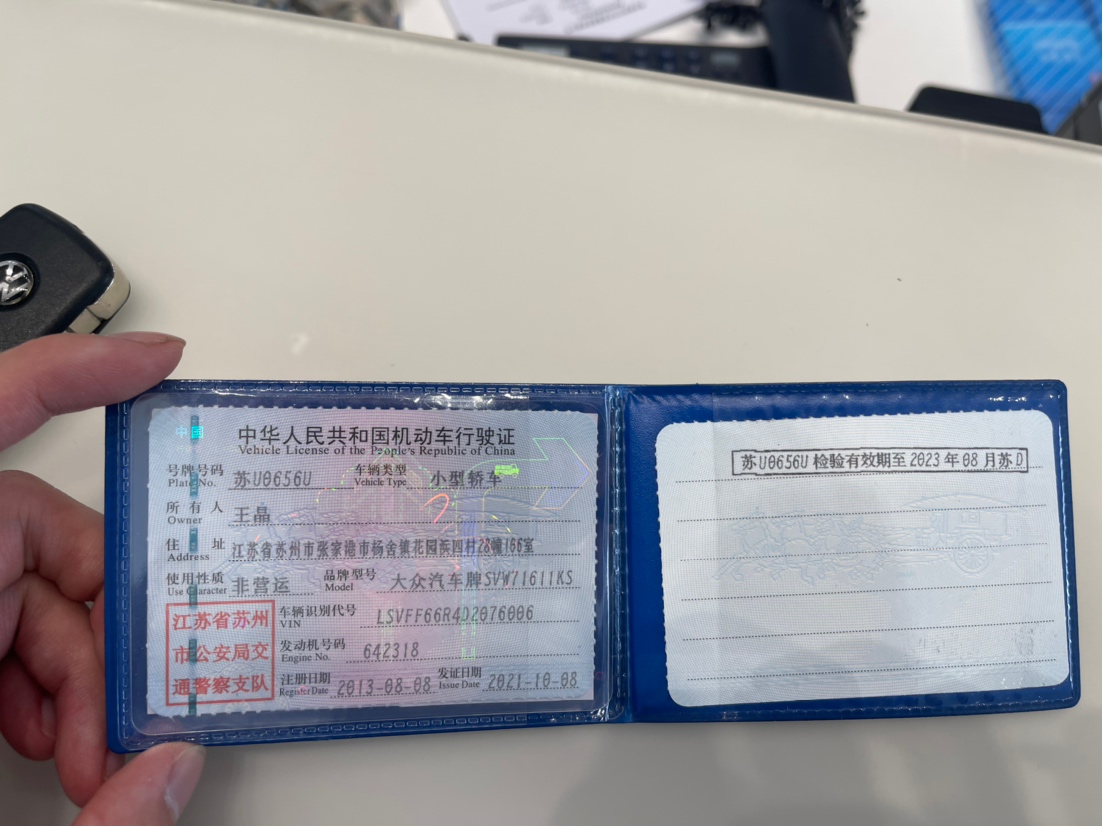 中国
中华人民共和国机动车行驶证
Vehicle License of the People's Republic of China
号牌号码 苏U0656U 车辆类型 小型轿车
Plate No. Vehicle Type
所有人 王晶
Owner
住址 江苏省苏州市张家港市杨舍镇花园浜四村28幢166室
Address
使用性质 非营运 品牌型号 大众汽车牌SVW71611KS
Use Character Model
江苏省苏州
市公安局交
通警察支队
车辆识别代号 LSVFF66R4D2076006
VIN
发动机号码 642318
Engine No.
注册日期 2013-08-08 发证日期 2021-10-08
Register Date Issue Date
苏U0656U 检验有效期至 2023 年 08 月苏D